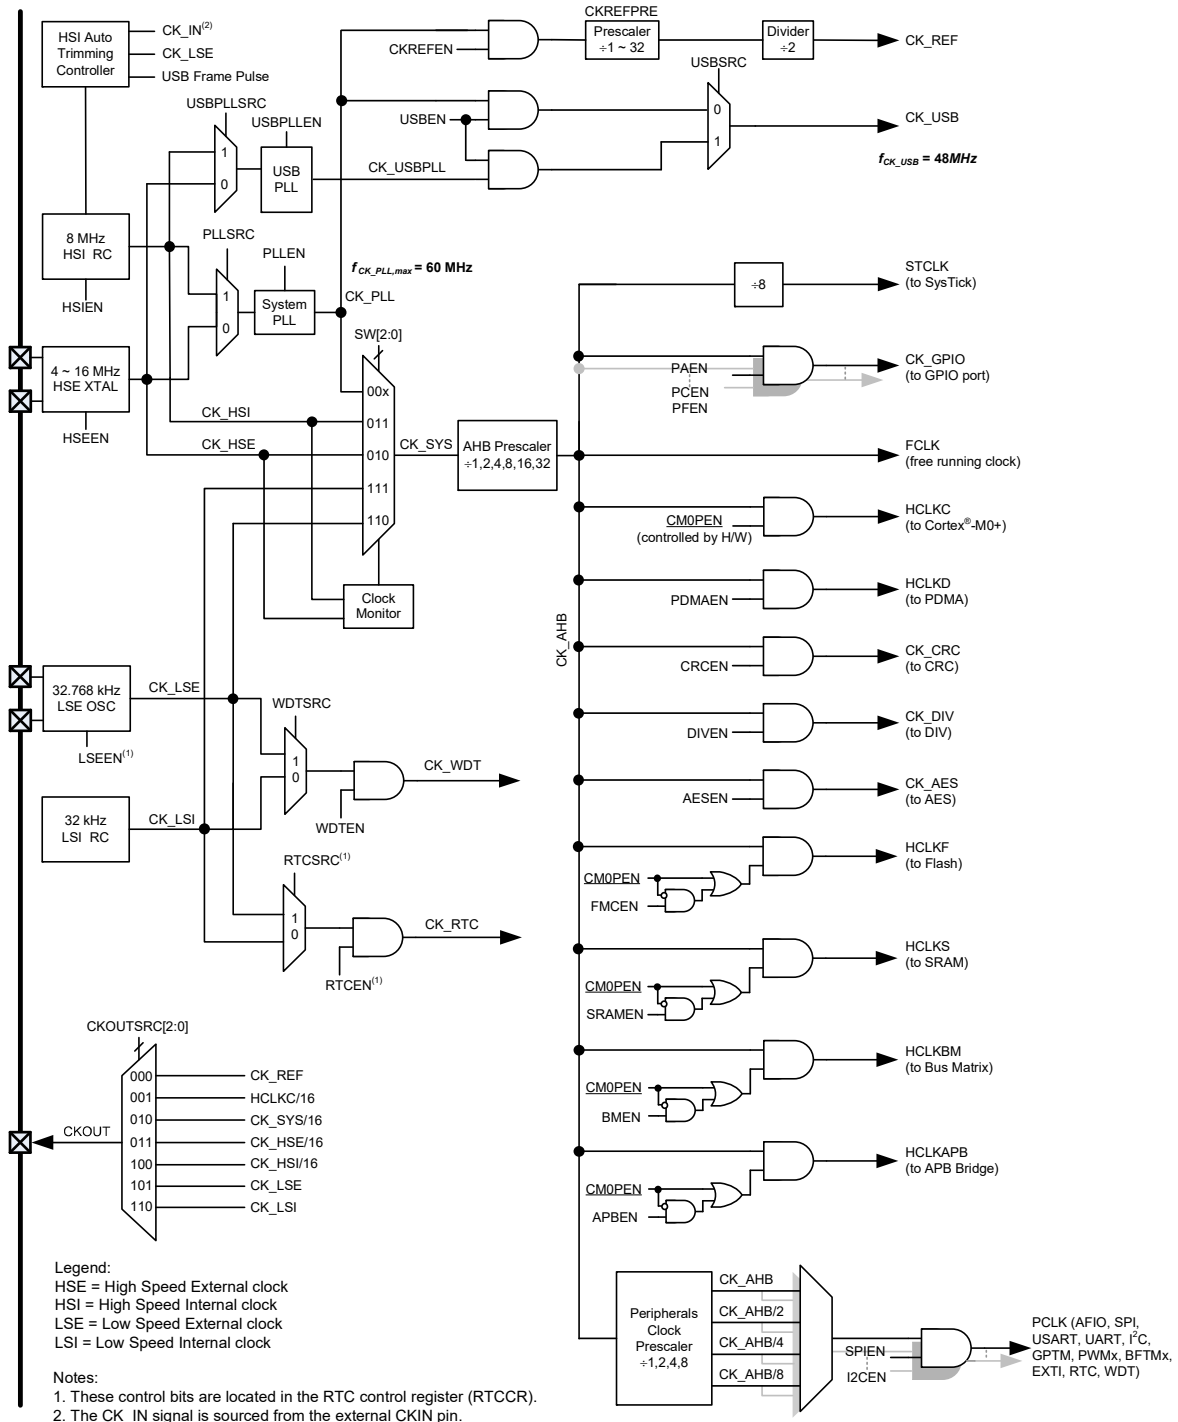 HSI Auto
Trimming
Controller
CK_IN(2)
CK_LSE
USB Frame Pulse
CKREFPRE
Prescaler
÷1 ~ 32
Divider
÷2
CKREFEN
CK_REF
USBSRC
USBPLLSRC
USBPLLEN
USBEN
0
1
CK_USB
fCK_USB = 48MHz
1
0
USB
PLL
CK_USBPLL
8 MHz
HSI RC
HSIEN
PLLSRC
PLLEN
1
0
System
PLL
fCK_PLL,max = 60 MHz
CK_PLL
4 ~ 16 MHz
HSE XTAL
HSEEN
SW[2:0]
00x
011
010
111
110
CK_HSI
CK_HSE
CK_SYS
AHB Prescaler
÷1,2,4,8,16,32
Clock
Monitor
÷8
STCLK
(to SysTick)
PAEN
PCEN
PFEN
CK_GPIO
(to GPIO port)
FCLK
(free running clock)
CM0PEN
(controlled by H/W)
HCLKC
(to Cortex®-M0+)
PDMAEN
HCLKD
(to PDMA)
CK_AHB
CRCEN
CK_CRC
(to CRC)
DIVEN
CK_DIV
(to DIV)
AESEN
CK_AES
(to AES)
CM0PEN
FMCEN
HCLKF
(to Flash)
CM0PEN
SRAMEN
HCLKS
(to SRAM)
CM0PEN
BMEN
HCLKBM
(to Bus Matrix)
CM0PEN
APBEN
HCLKAPB
(to APB Bridge)
32.768 kHz
LSE OSC
CK_LSE
LSEEN(1)
WDTSRC
1
0
CK_WDT
WDTEN
32 kHz
LSI RC
CK_LSI
RTCSRC(1)
1
0
CK_RTC
RTCEN(1)
CKOUTSRC[2:0]
000 CK_REF
001 HCLKC/16
010 CK_SYS/16
CKOUT 011 CK_HSE/16
100 CK_HSI/16
101 CK_LSE
110 CK_LSI
Peripherals
Clock
Prescaler
÷1,2,4,8
CK_AHB
CK_AHB/2
CK_AHB/4
CK_AHB/8
SPIEN
I2CEN
PCLK (AFIO, SPI,
USART, UART, I2C,
GPTM, PWMx, BFTMx,
EXTI, RTC, WDT)
Legend:
HSE = High Speed External clock
HSI = High Speed Internal clock
LSE = Low Speed External clock
LSI = Low Speed Internal clock
Notes:
1. These control bits are located in the RTC control register (RTCCR).
2. The CK_IN signal is sourced from the external CKIN pin.